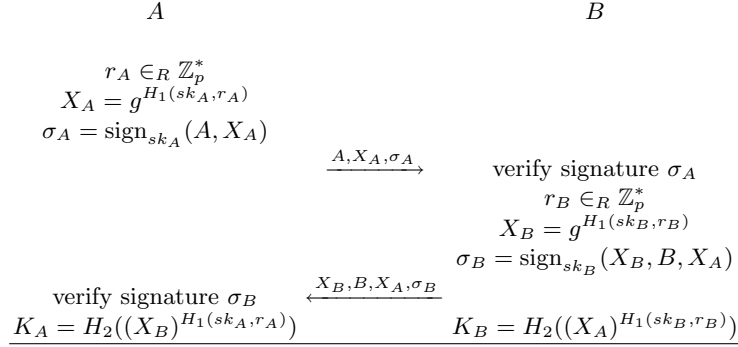 A B
r_A ∈_R ℤ_p^*
X_A = g^{H_1(sk_A,r_A)}
σ_A = sign_{sk_A}(A, X_A)
A,X_A,σ_A
verify signature σ_A
r_B ∈_R ℤ_p^*
X_B = g^{H_1(sk_B,r_B)}
σ_B = sign_{sk_B}(X_B, B, X_A)
X_B,B,X_A,σ_B
verify signature σ_B
K_A = H_2((X_B)^{H_1(sk_A,r_A)}) K_B = H_2((X_A)^{H_1(sk_B,r_B)})